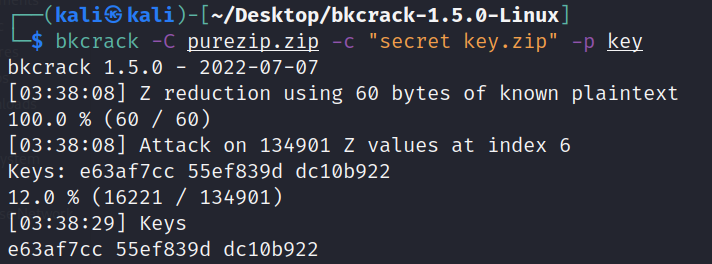 ┌──(kali㉿kali)-[~/Desktop/bkcrack-1.5.0-Linux]
└─$ bkcrack -C purezip.zip -c "secret key.zip" -p key
bkcrack 1.5.0 - 2022-07-07
[03:38:08] Z reduction using 60 bytes of known plaintext
100.0 % (60 / 60)
[03:38:08] Attack on 134901 Z values at index 6
Keys: e63af7cc 55ef839d dc10b922
12.0 % (16221 / 134901)
[03:38:29] Keys
e63af7cc 55ef839d dc10b922